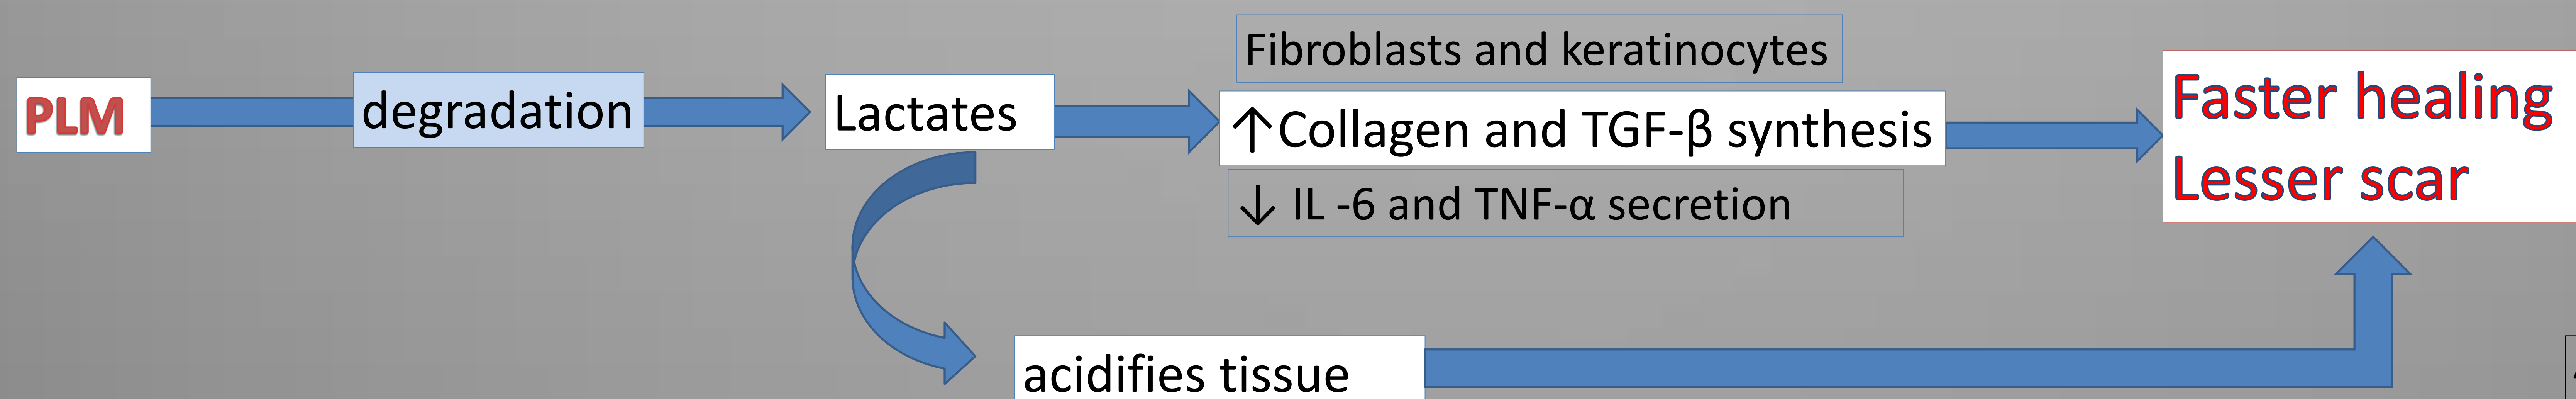 PLM
degradation
Lactates
Fibroblasts and keratinocytes
↑Collagen and TGF-β synthesis
↓ IL -6 and TNF-α secretion
Faster healing
Lesser scar
acidifies tissue